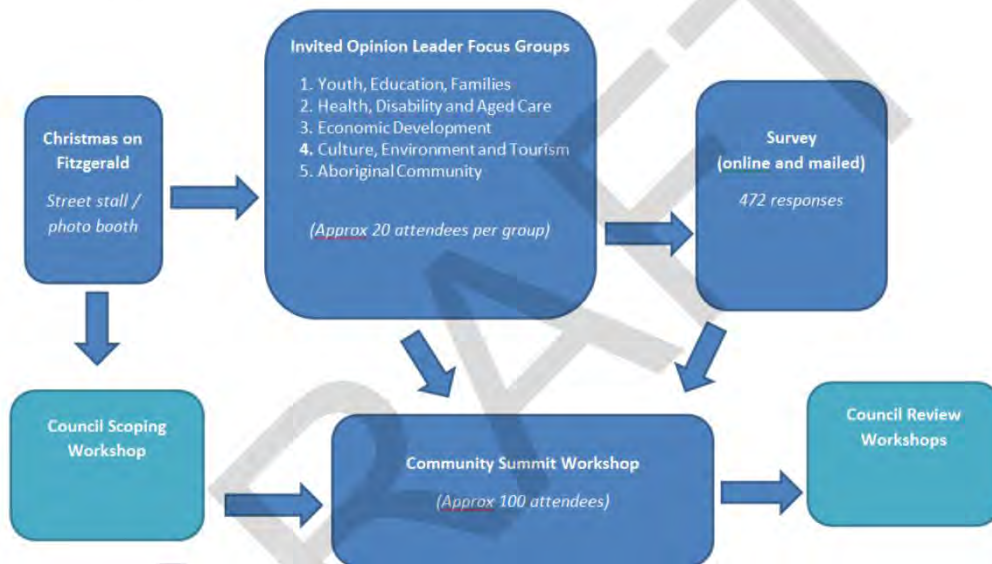 Invited Opinion Leader Focus Groups
1. Youth, Education, Families
2. Health, Disability and Aged Care
3. Economic Development
4. Culture, Environment and Tourism
5. Aboriginal Community
(Approx 20 attendees per group)
Christmas on
Fitzgerald
Street stall /
photo booth
Survey
(online and mailed)
472 responses
Council Scoping
Workshop
Community Summit Workshop
(Approx 100 attendees)
Council Review
Workshops
DRAFT